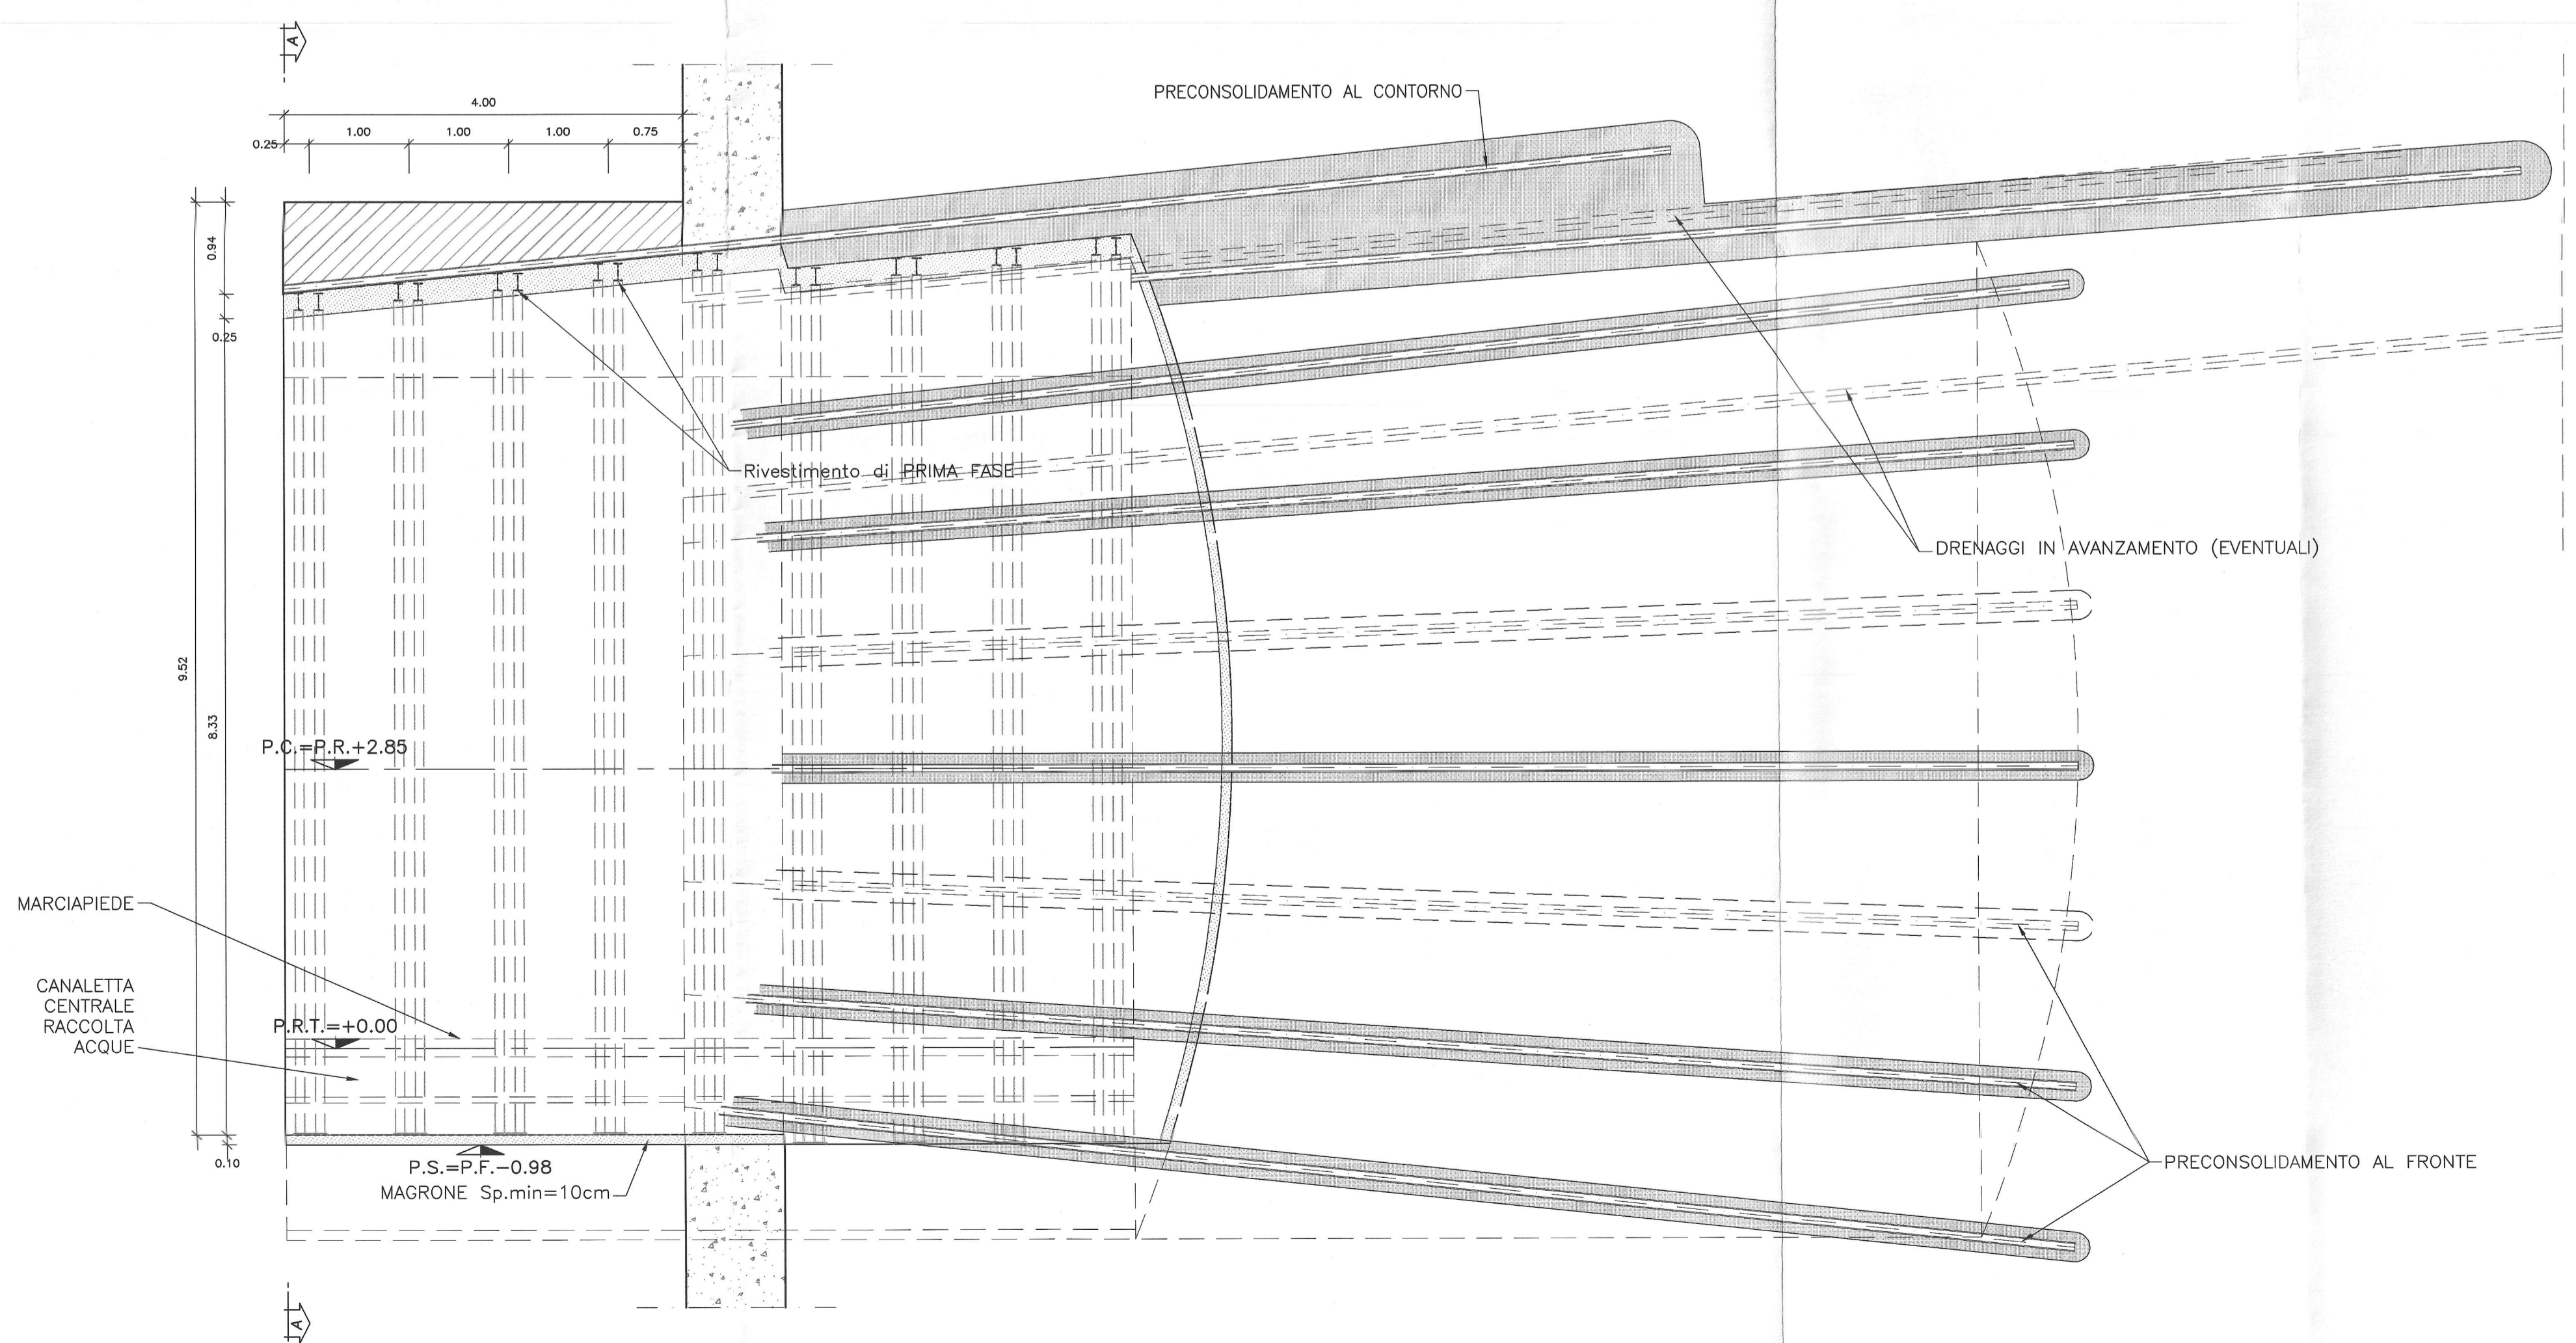 A
4.00
1.00 1.00 1.00 0.75
0.25
PRECONSOLIDAMENTO AL CONTORNO
0.94
0.25
9.52
8.33
Rivestimento di PRIMA FASE
DRENAGGI IN AVANZAMENTO (EVENTUALI)
P.C.=P.R.+2.85
MARCIAPIEDE
CANALETTA
CENTRALE
RACCOLTA
ACQUE
P.R.T.=+0.00
0.10
P.S.=P.F.-0.98
MAGRONE Sp.min=10cm
PRECONSOLIDAMENTO AL FRONTE
A